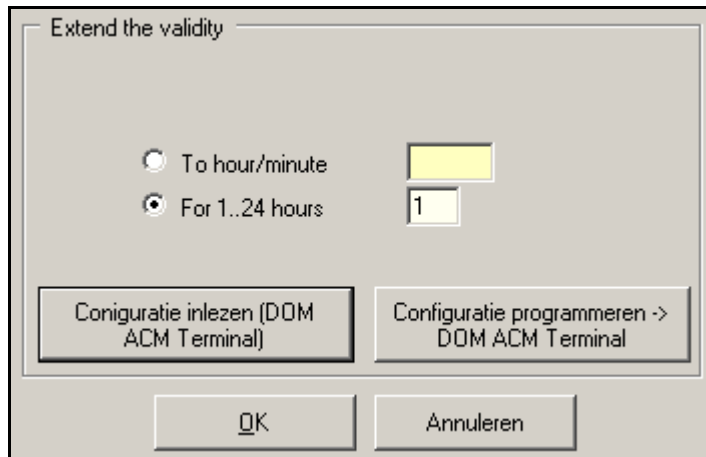 Extend the validity
To hour/minute
For 1..24 hours
1
Coniguratie inlezen (DOM
ACM Terminal)
Configuratie programmeren ->
DOM ACM Terminal
OK
Annuleren